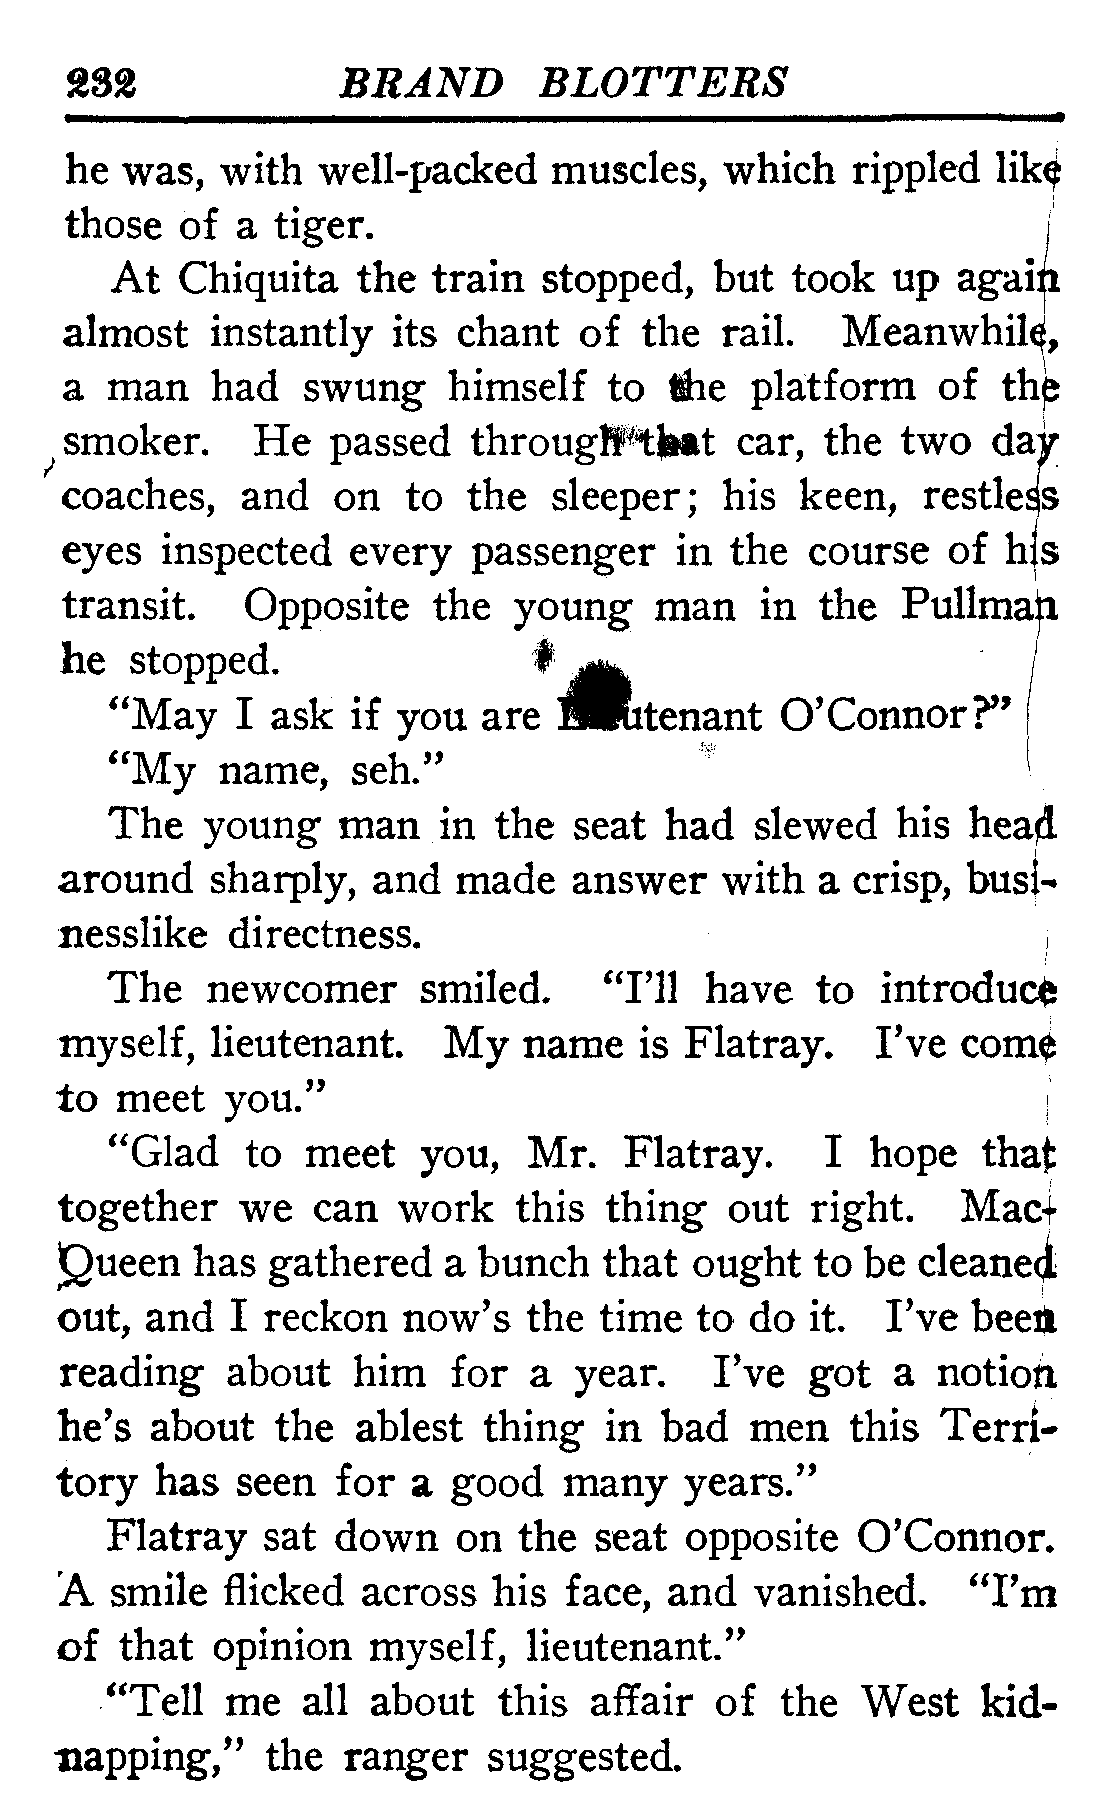 232 BRAND BLOTTERS
he was, with well-packed muscles, which rippled like
those of a tiger.
At Chiquita the train stopped, but took up again
almost instantly its chant of the rail. Meanwhile,
a man had swung himself to the platform of the
smoker. He passed through that car, the two day
coaches, and on to the sleeper; his keen, restless
eyes inspected every passenger in the course of his
transit. Opposite the young man in the Pullman
he stopped.
"May I ask if you are Lieutenant O'Connor?"
"My name, seh."
The young man in the seat had slewed his head
around sharply, and made answer with a crisp, busi-
nesslike directness.
The newcomer smiled. "I'll have to introduce
myself, lieutenant. My name is Flatray. I've come
to meet you."
"Glad to meet you, Mr. Flatray. I hope that
together we can work this thing out right. Mac-
Queen has gathered a bunch that ought to be cleaned
out, and I reckon now's the time to do it. I've been
reading about him for a year. I've got a notion
he's about the ablest thing in bad men this Terri-
tory has seen for a good many years."
Flatray sat down on the seat opposite O'Connor.
A smile flicked across his face, and vanished. "I'm
of that opinion myself, lieutenant."
"Tell me all about this affair of the West kid-
napping," the ranger suggested.